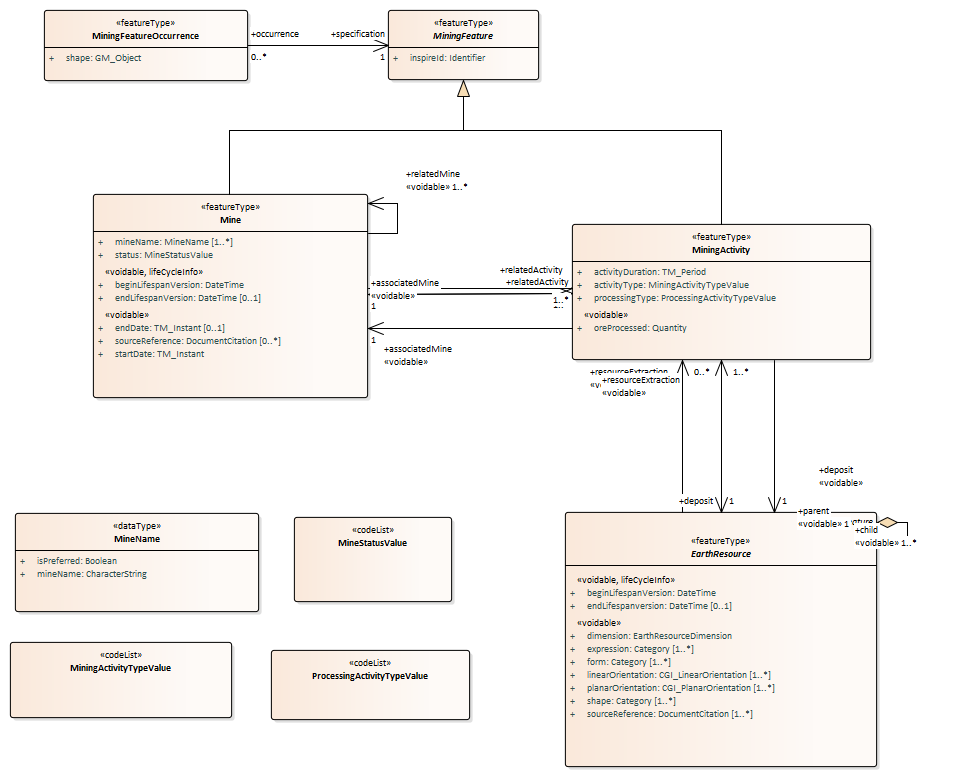 «featureType»
MiningFeatureOccurrence
+ shape: GM_Object
+occurrence
0..*
+specification
1
«featureType»
MiningFeature
+ inspireId: Identifier
+relatedMine
«voidable» 1..*
«featureType»
Mine
+ mineName: MineName [1..*]
+ status: MineStatusValue
«voidable, lifeCycleInfo»
+ beginLifespanVersion: DateTime
+ endLifespanVersion: DateTime [0..1]
«voidable»
+ endDate: TM_Instant [0..1]
+ sourceReference: DocumentCitation [0..*]
+ startDate: TM_Instant
+associatedMine
«voidable»
1
+relatedActivity
+relatedActivity
1..*
1
+associatedMine
«voidable»
«featureType»
MiningActivity
+ activityDuration: TM_Period
+ activityType: MiningActivityTypeValue
+ processingType: ProcessingActivityTypeValue
«voidable»
+ oreProcessed: Quantity
+resourceExtraction
+resourceExtraction
«voidable»
0..*
1..*
+deposit
1
1
+deposit
«voidable»
+parent
«voidable» 1
+child
«voidable» 1..*
«featureType»
EarthResource
«voidable, lifeCycleInfo»
+ beginLifespanVersion: DateTime
+ endLifespanversion: DateTime [0..1]
«voidable»
+ dimension: EarthResourceDimension
+ expression: Category [1..*]
+ form: Category [1..*]
+ linearOrientation: CGI_LinearOrientation [1..*]
+ planarOrientation: CGI_PlanarOrientation [1..*]
+ shape: Category [1..*]
+ sourceReference: DocumentCitation [1..*]
«dataType»
MineName
+ isPreferred: Boolean
+ mineName: CharacterString
«codeList»
MineStatusValue
«codeList»
MiningActivityTypeValue
«codeList»
ProcessingActivityTypeValue